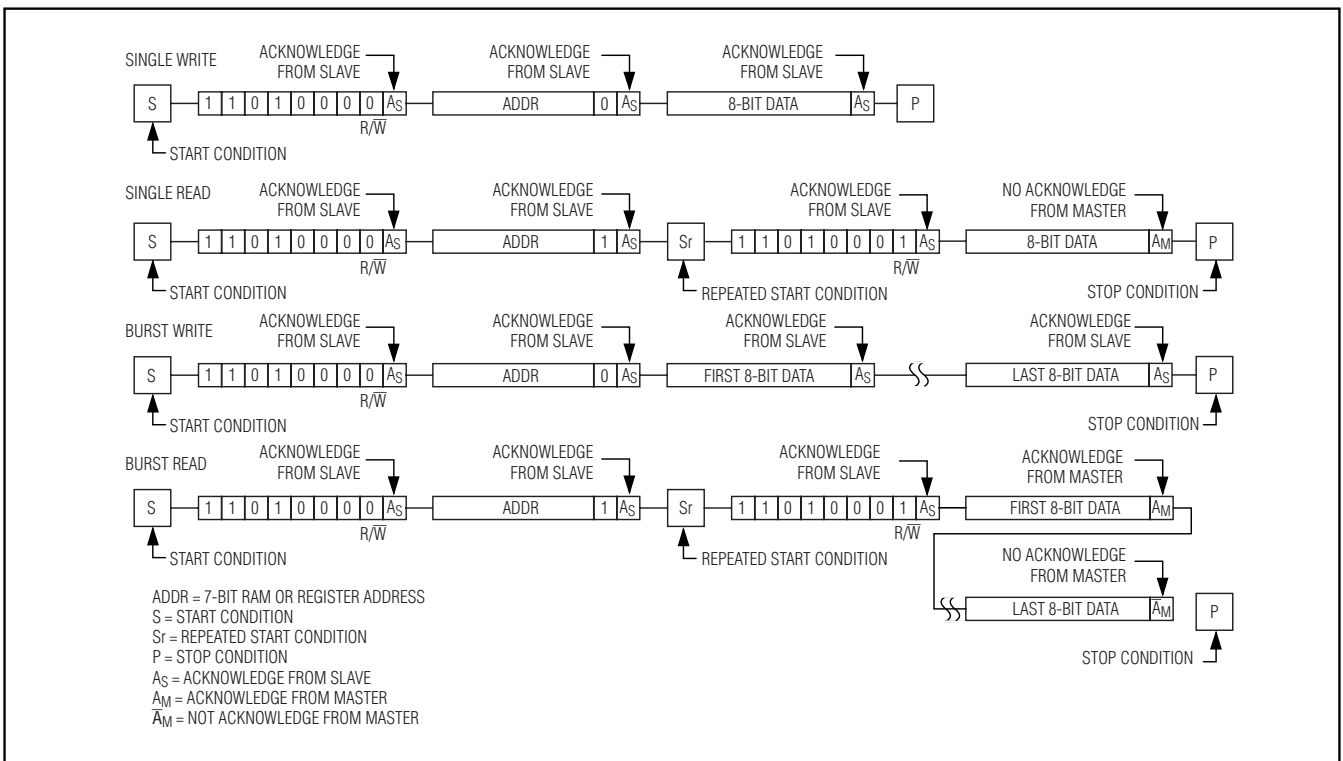 SINGLE WRITE
ACKNOWLEDGE FROM SLAVE
ACKNOWLEDGE FROM SLAVE
ACKNOWLEDGE FROM SLAVE
S 1 1 0 1 0 0 0 0 AS ADDR 0 AS 8-BIT DATA AS P
R/W̅
START CONDITION
SINGLE READ
ACKNOWLEDGE FROM SLAVE
ACKNOWLEDGE FROM SLAVE
ACKNOWLEDGE FROM SLAVE
NO ACKNOWLEDGE FROM MASTER
S 1 1 0 1 0 0 0 0 AS ADDR 1 AS Sr 1 1 0 1 0 0 0 1 AS 8-BIT DATA AM P
R/W̅ R/W̅
START CONDITION REPEATED START CONDITION STOP CONDITION
BURST WRITE
ACKNOWLEDGE FROM SLAVE
ACKNOWLEDGE FROM SLAVE
ACKNOWLEDGE FROM SLAVE
ACKNOWLEDGE FROM SLAVE
S 1 1 0 1 0 0 0 0 AS ADDR 0 AS FIRST 8-BIT DATA AS LAST 8-BIT DATA AS P
R/W̅
START CONDITION STOP CONDITION
BURST READ
ACKNOWLEDGE FROM SLAVE
ACKNOWLEDGE FROM SLAVE
ACKNOWLEDGE FROM SLAVE
ACKNOWLEDGE FROM MASTER
S 1 1 0 1 0 0 0 0 AS ADDR 1 AS Sr 1 1 0 1 0 0 0 1 AS FIRST 8-BIT DATA AM
R/W̅ R/W̅
START CONDITION REPEATED START CONDITION
NO ACKNOWLEDGE FROM MASTER
LAST 8-BIT DATA A̅M P
STOP CONDITION
ADDR = 7-BIT RAM OR REGISTER ADDRESS
S = START CONDITION
Sr = REPEATED START CONDITION
P = STOP CONDITION
AS = ACKNOWLEDGE FROM SLAVE
AM = ACKNOWLEDGE FROM MASTER
A̅M = NOT ACKNOWLEDGE FROM MASTER